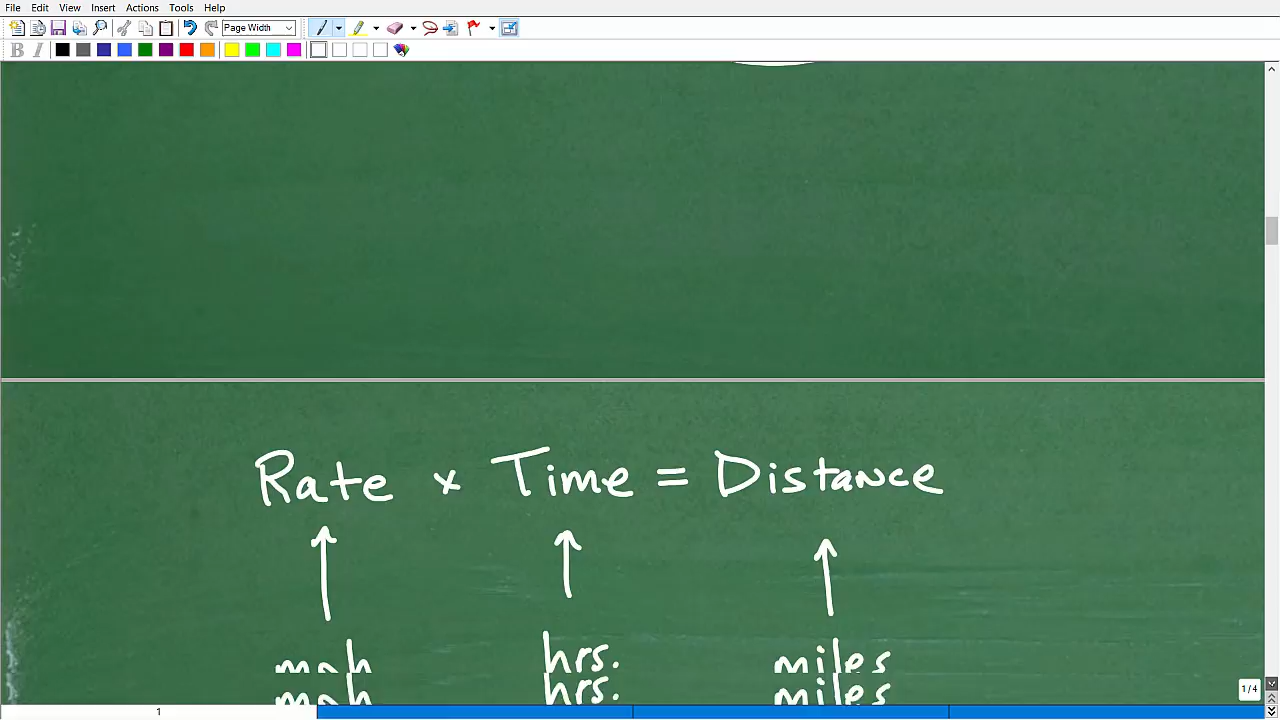 File Edit View Insert Actions Tools Help
Page Width
B I
Rate × Time = Distance
mph hrs. miles
mph hrs. miles
1/4
1